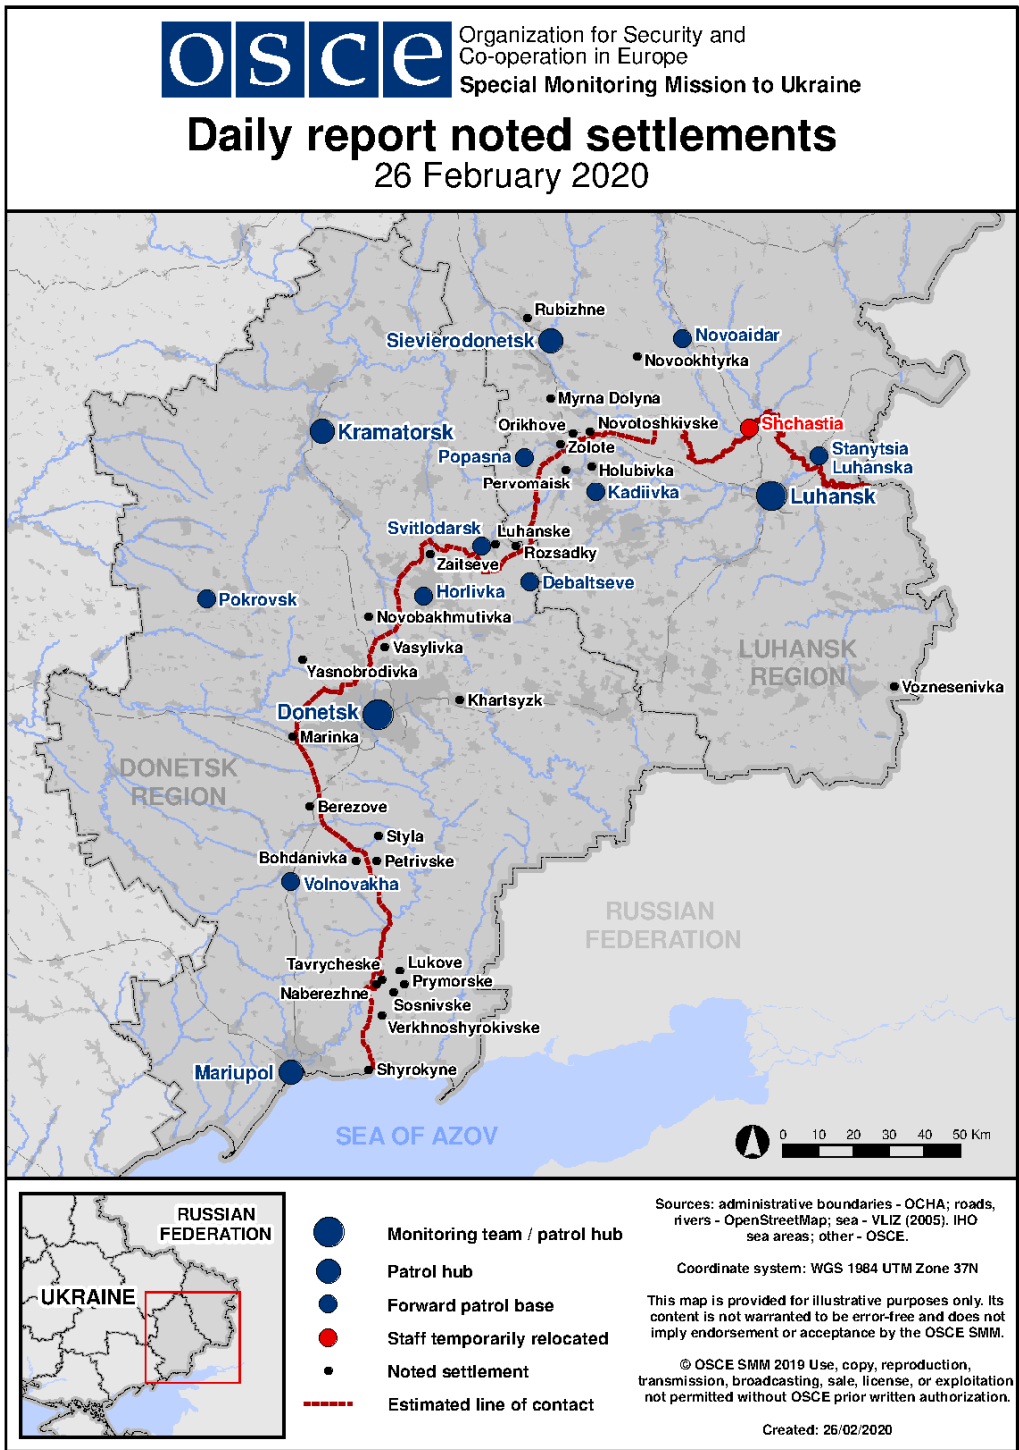 osce
Organization for Security and
Co-operation in Europe
Special Monitoring Mission to Ukraine
Daily report noted settlements
26 February 2020
Rubizhne
Sievierodonetsk
Novoaidar
Novookhtyrka
Myrna Dolyna
Kramatorsk
Orikhove
Novotoshkivske
Shchastia
Zolote
Popasna
Stanytsia
Luhanska
Holubivka
Pervomaisk
Kadiivka
Luhansk
Svitlodarsk
Luhanske
Rozsadky
Zaitseve
Debaltseve
Horlivka
Pokrovsk
Novobakhmutivka
Vasylivka
LUHANSK
REGION
Yasnobrodivka
Voznesenivka
Khartsyzk
Donetsk
Marinka
DONETSK
REGION
Berezove
Styla
Bohdanivka
Petrivske
Volnovakha
RUSSIAN
FEDERATION
Tavrycheske
Lukove
Prymorske
Naberezhne
Sosnivske
Verkhnoshyrokivske
Shyrokyne
Mariupol
SEA OF AZOV
0 10 20 30 40 50 Km
RUSSIAN
FEDERATION
UKRAINE
Monitoring team / patrol hub
Patrol hub
Forward patrol base
Staff temporarily relocated
Noted settlement
Estimated line of contact
Sources: administrative boundaries - OCHA; roads,
rivers - OpenStreetMap; sea - VLIZ (2005). IHO
sea areas; other - OSCE.
Coordinate system: WGS 1984 UTM Zone 37N
This map is provided for illustrative purposes only. Its
content is not warranted to be error-free and does not
imply endorsement or acceptance by the OSCE SMM.
© OSCE SMM 2019 Use, copy, reproduction,
transmission, broadcasting, sale, license, or exploitation
not permitted without OSCE prior written authorization.
Created: 26/02/2020